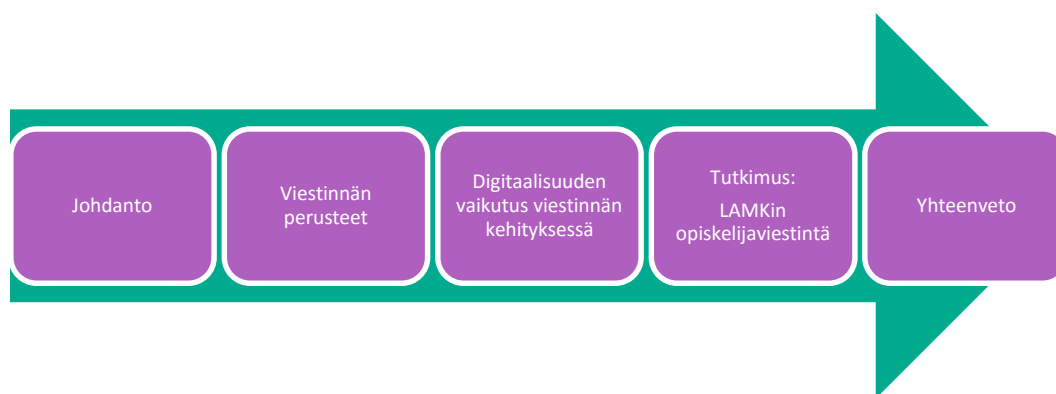 Johdanto
Viestinnän
perusteet
Digitaalisuuden
vaikutus viestinnän
kehityksessä
Tutkimus:
LAMKin
opiskelijaviestintä
Yhteenveto